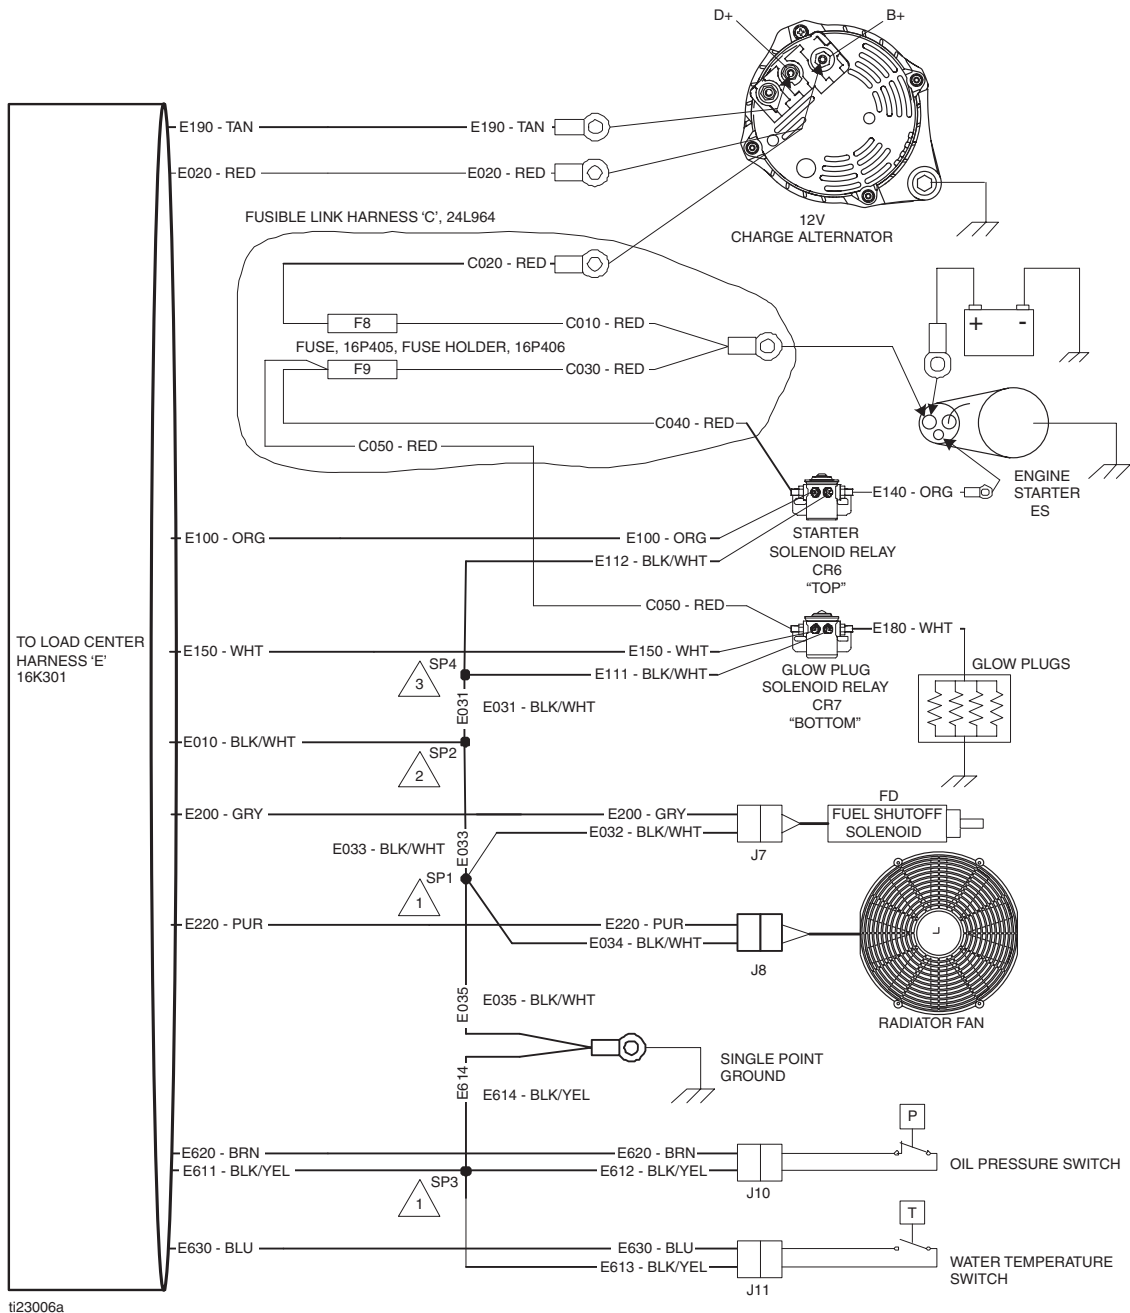 D+
B+
E190 - TAN
E190 - TAN
E020 - RED
E020 - RED
12V
CHARGE ALTERNATOR
FUSIBLE LINK HARNESS ‘C’, 24L964
C020 - RED
F8
C010 - RED
+ -
FUSE, 16P405, FUSE HOLDER, 16P406
F9
C030 - RED
C040 - RED
C050 - RED
ENGINE
STARTER
ES
E140 - ORG
STARTER
SOLENOID RELAY
CR6
“TOP”
E100 - ORG
E100 - ORG
E112 - BLK/WHT
C050 - RED
E180 - WHT
TO LOAD CENTER
HARNESS ‘E’
16K301
E150 - WHT
E150 - WHT
SP4
3
E111 - BLK/WHT
GLOW PLUG
SOLENOID RELAY
CR7
“BOTTOM”
GLOW PLUGS
E031
E031 - BLK/WHT
E010 - BLK/WHT
SP2
2
E200 - GRY
E200 - GRY
E032 - BLK/WHT
J7
FD
FUEL SHUTOFF
SOLENOID
E033 - BLK/WHT
E033
SP1
1
E220 - PUR
E220 - PUR
E034 - BLK/WHT
J8
RADIATOR FAN
E035
E035 - BLK/WHT
SINGLE POINT
GROUND
E614
E614 - BLK/YEL
P
E620 - BRN
E620 - BRN
E611 - BLK/YEL
E612 - BLK/YEL
OIL PRESSURE SWITCH
SP3
1
J10
T
E630 - BLU
E630 - BLU
E613 - BLK/YEL
WATER TEMPERATURE
SWITCH
J11
ti23006a